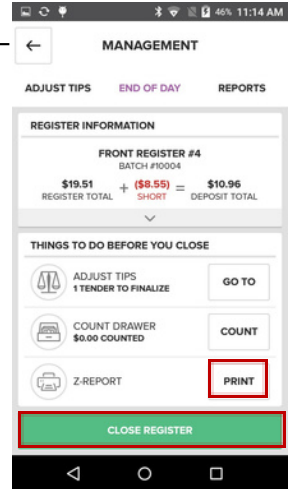 46% 11:14 AM
MANAGEMENT
ADJUST TIPS END OF DAY REPORTS
REGISTER INFORMATION
FRONT REGISTER #4
BATCH #10004
$19.51 + ($8.55) = $10.96
REGISTER TOTAL SHORT DEPOSIT TOTAL
THINGS TO DO BEFORE YOU CLOSE
ADJUST TIPS
1 TENDER TO FINALIZE
GO TO
COUNT DRAWER
$0.00 COUNTED
COUNT
Z-REPORT PRINT
CLOSE REGISTER